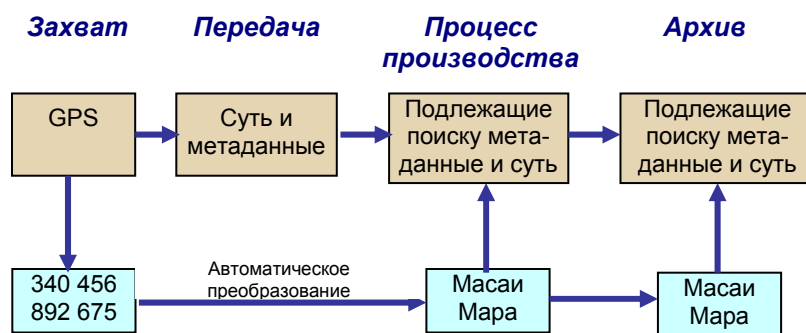 Захват
Передача
Процесс
производства
Архив
GPS
Суть и
метаданные
Подлежащие
поиску мета-
данные и суть
Подлежащие
поиску мета-
данные и суть
340 456
892 675
Автоматическое
преобразование
Масаи
Мара
Масаи
Мара